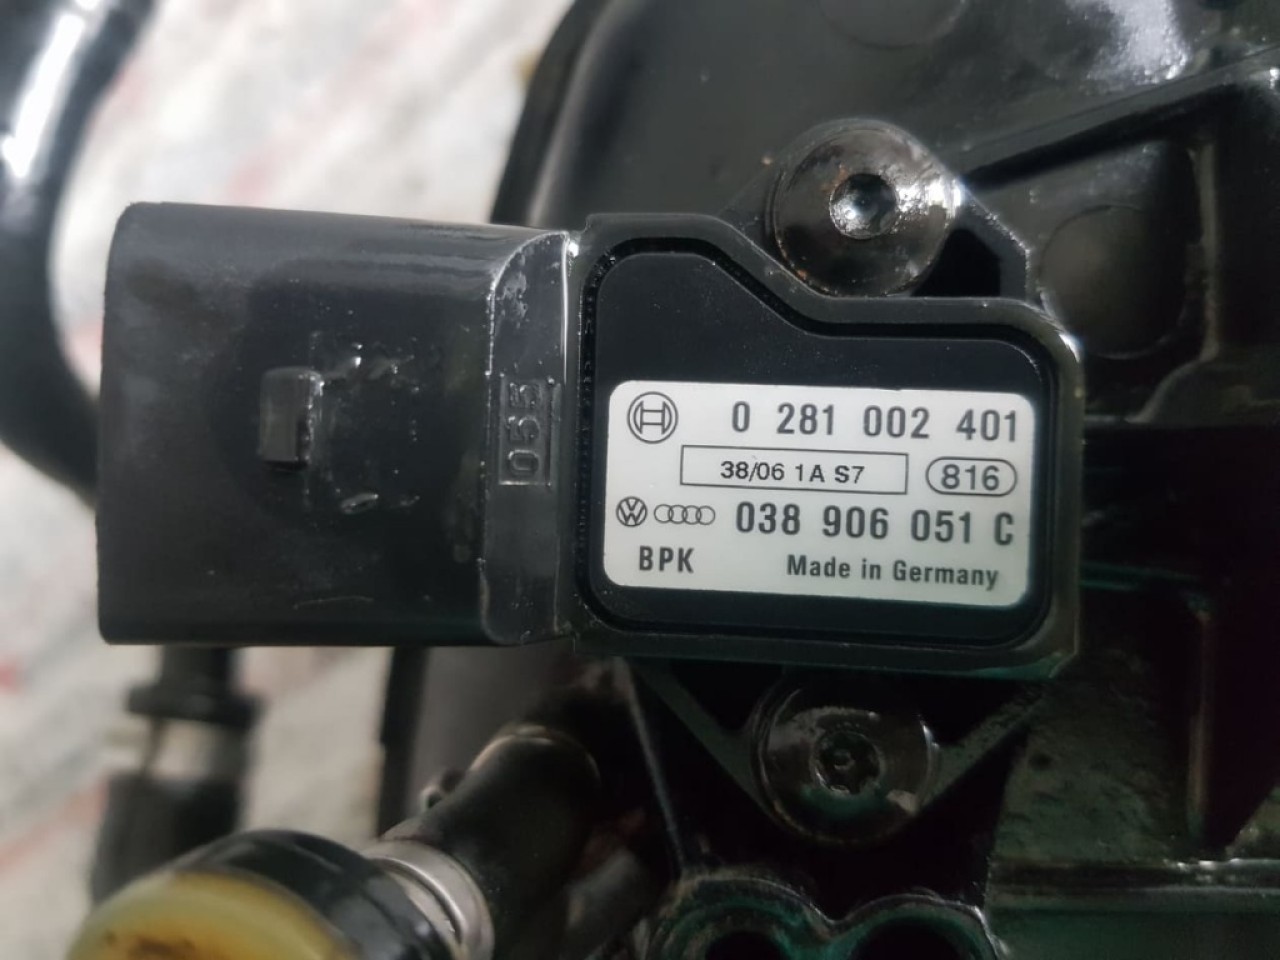 0 281 002 401
38/06 1A S7
816
038 906 051 C
BPK
Made in Germany
053